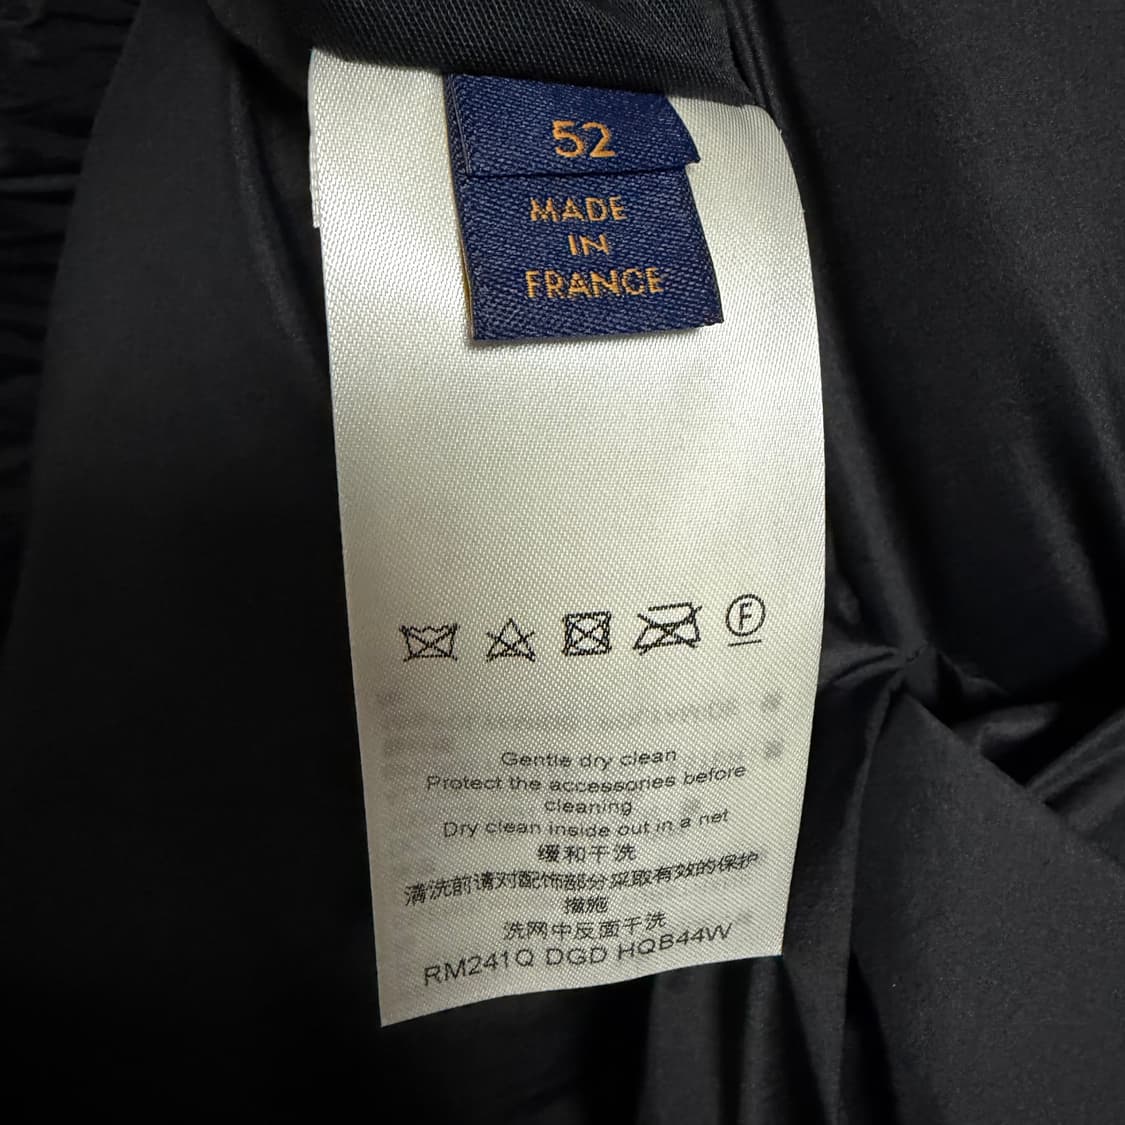 52
MADE
IN
FRANCE
F
Gentle dry clean
Protect the accessories before
cleaning
Dry clean inside out in a net
缓和干洗
清洗前请对配饰部分采取有效的保护
措施
洗网中反面干洗
RM241Q DGD HQB44W